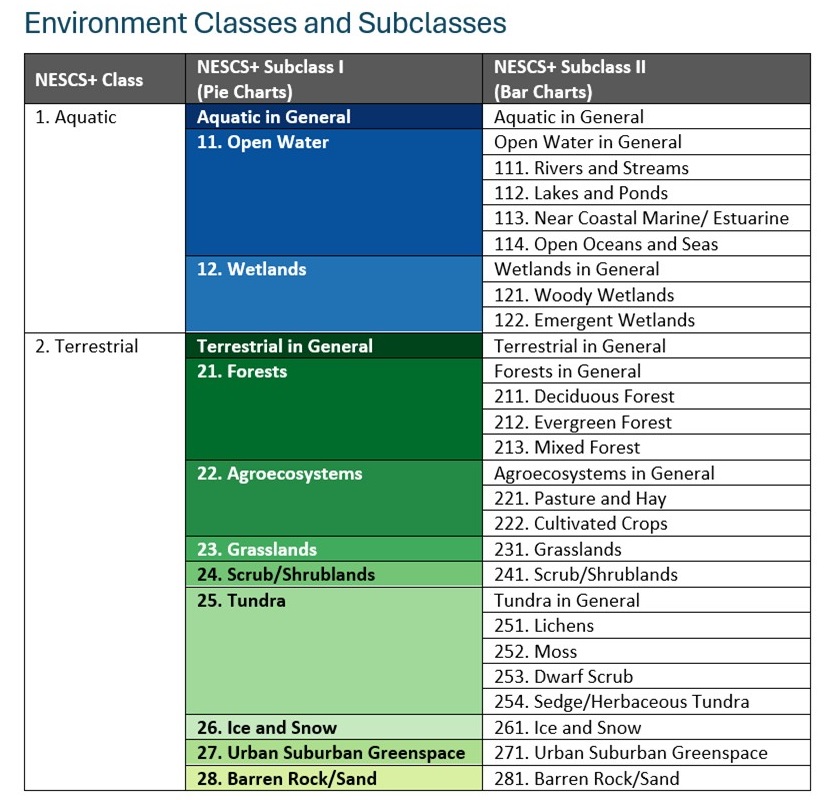 Environment Classes and Subclasses
NESCS+ Class
NESCS+ Subclass I
(Pie Charts)
NESCS+ Subclass II
(Bar Charts)
1. Aquatic
Aquatic in General
Aquatic in General
11. Open Water
Open Water in General
111. Rivers and Streams
112. Lakes and Ponds
113. Near Coastal Marine/ Estuarine
114. Open Oceans and Seas
12. Wetlands
Wetlands in General
121. Woody Wetlands
122. Emergent Wetlands
2. Terrestrial
Terrestrial in General
Terrestrial in General
21. Forests
Forests in General
211. Deciduous Forest
212. Evergreen Forest
213. Mixed Forest
22. Agroecosystems
Agroecosystems in General
221. Pasture and Hay
222. Cultivated Crops
23. Grasslands
231. Grasslands
24. Scrub/Shrublands
241. Scrub/Shrublands
25. Tundra
Tundra in General
251. Lichens
252. Moss
253. Dwarf Scrub
254. Sedge/Herbaceous Tundra
26. Ice and Snow
261. Ice and Snow
27. Urban Suburban Greenspace
271. Urban Suburban Greenspace
28. Barren Rock/Sand
281. Barren Rock/Sand